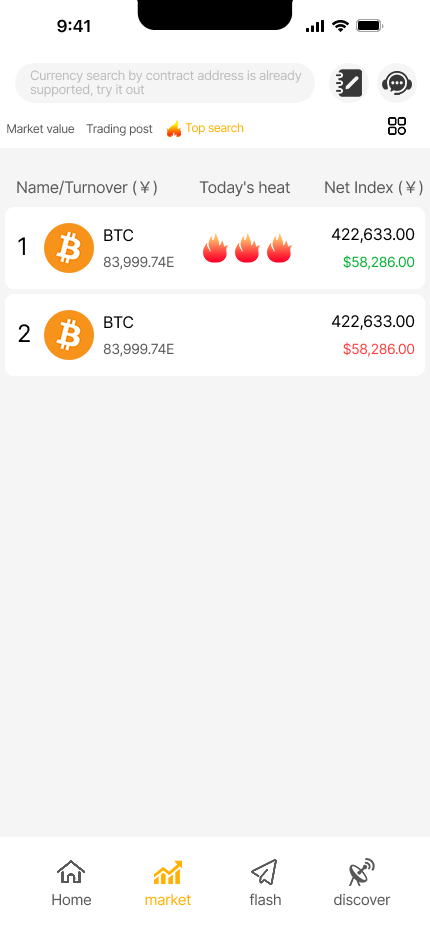 9:41
Currency search by contract address is already
supported, try it out
Market value Trading post Top search
Name/Turnover (¥) Today's heat Net Index (¥)
1 BTC 422,633.00
83,999.74E $58,286.00
2 BTC 422,633.00
83,999.74E $58,286.00
Home market flash discover